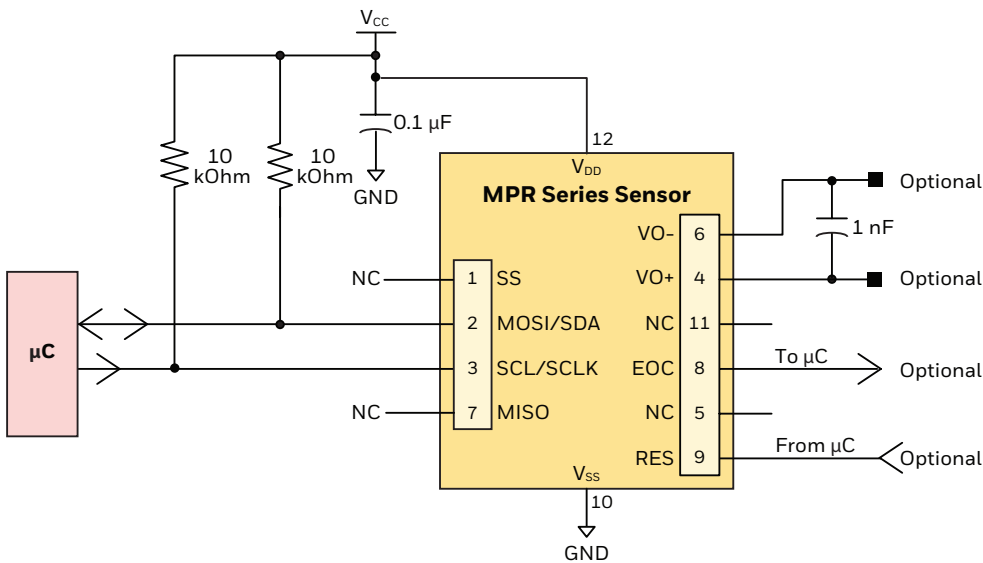 VCC
10
kOhm
10
kOhm
0.1 µF
GND
12
VDD
MPR Series Sensor
VO- 6
Optional
1 nF
VO+ 4
Optional
NC 1 SS
µC
2 MOSI/SDA
NC 11
3 SCL/SCLK
EOC 8
To µC
Optional
NC 7 MISO
NC 5
RES 9
From µC
Optional
VSS
10
GND